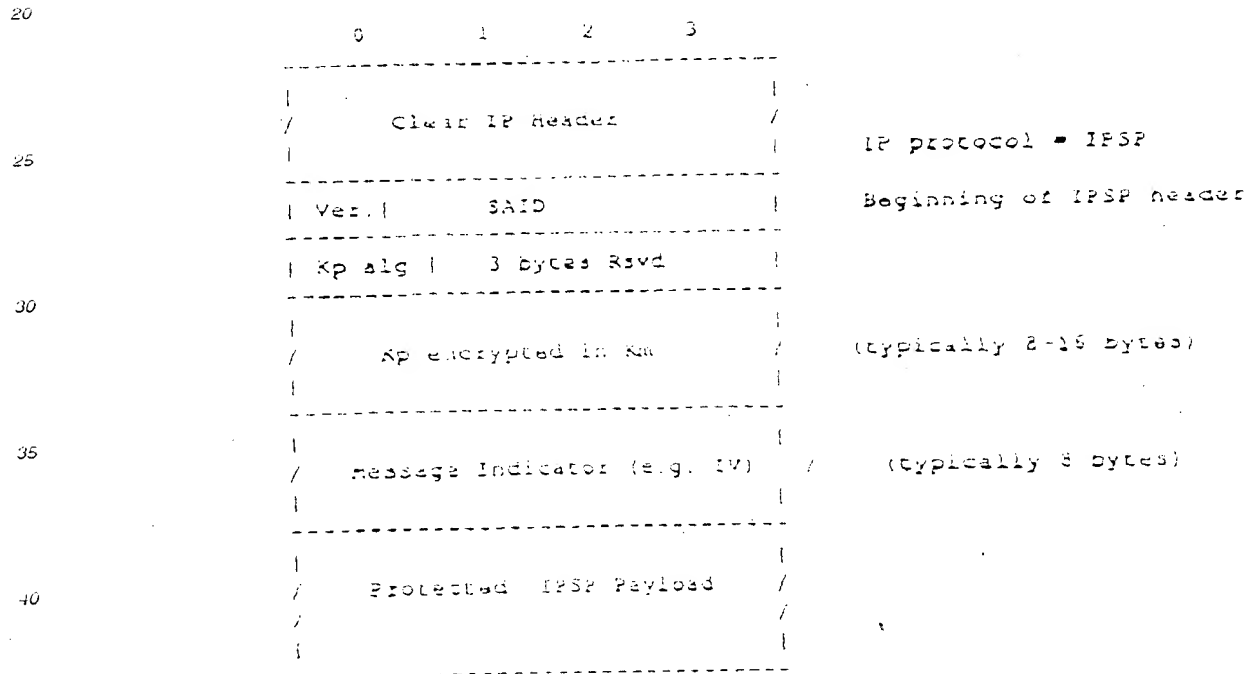 20
0 1 2 3
Clear IP Header
IP protocol = IPSP
25
Ver. | SAID | Beginning of IPSP header
Kp alg | 3 bytes Rsvd
30
Kp encrypted in Km (typically 8-16 bytes)
35
Message Indicator (e.g. IV) (typically 8 bytes)
Protected IPSP Payload
40